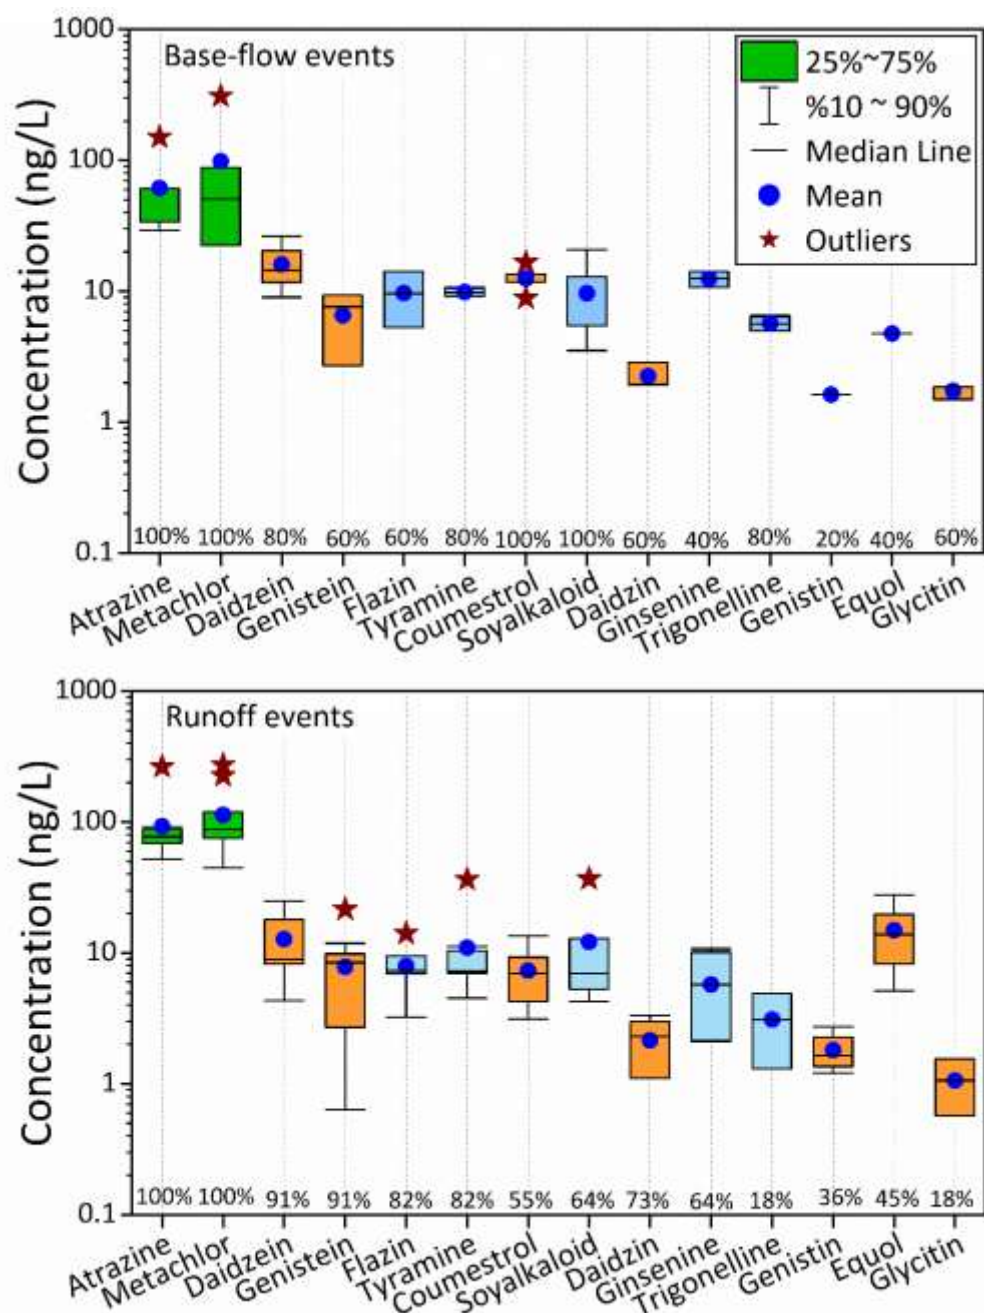 Base-flow events
25%~75%
%10 ~ 90%
Median Line
Mean
Outliers
Concentration (ng/L)
1000
100
10
1
0.1
100% 100% 80% 60% 60% 80% 100% 100% 60% 40% 80% 20% 40% 60%
Atrazine Metachlor Daidzein Genistein Flazin Tyramine Coumestrol Soyalkaloid Daidzin Ginsenine Trigonelline Genistin Equol Glycitin
Runoff events
Concentration (ng/L)
1000
100
10
1
0.1
100% 100% 91% 91% 82% 82% 55% 64% 73% 64% 18% 36% 45% 18%
Atrazine Metachlor Daidzein Genistein Flazin Tyramine Coumestrol Soyalkaloid Daidzin Ginsenine Trigonelline Genistin Equol Glycitin